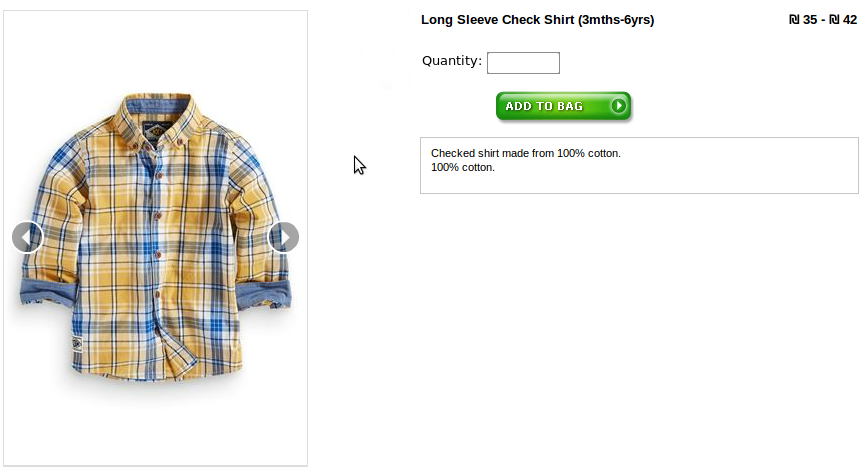 Long Sleeve Check Shirt (3mths-6yrs)
₪ 35 - ₪ 42
Quantity:
ADD TO BAG
Checked shirt made from 100% cotton.
100% cotton.